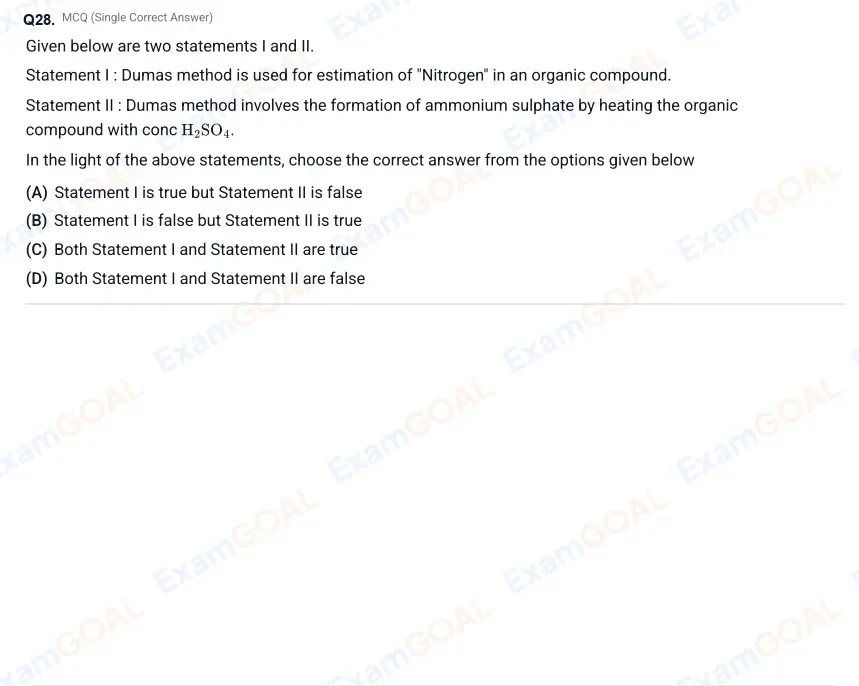 Q28. MCQ (Single Correct Answer)
Given below are two statements I and II.
Statement I : Dumas method is used for estimation of "Nitrogen" in an organic compound.
Statement II : Dumas method involves the formation of ammonium sulphate by heating the organic
compound with conc H₂SO₄.
In the light of the above statements, choose the correct answer from the options given below
(A) Statement I is true but Statement II is false
(B) Statement I is false but Statement II is true
(C) Both Statement I and Statement II are true
(D) Both Statement I and Statement II are false
ExamGOAL